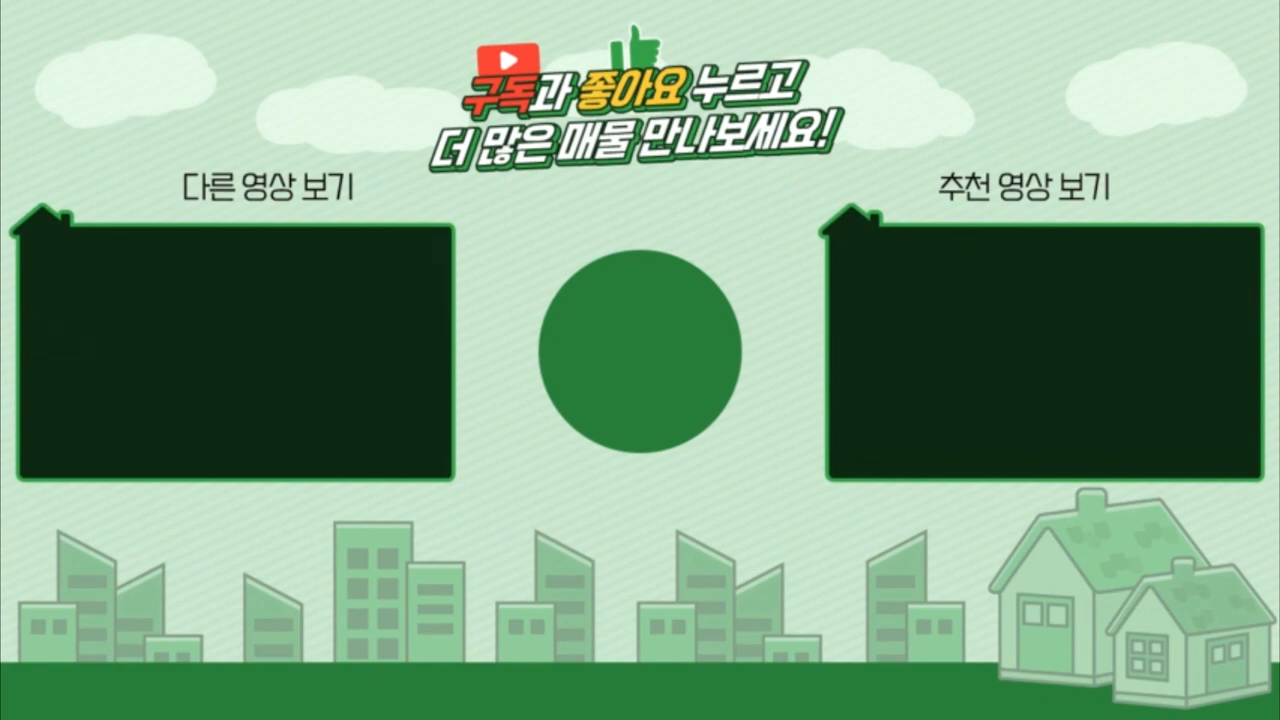 구독과 좋아요 누르고
더 많은 매물 만나보세요!
다른 영상 보기
추천 영상 보기